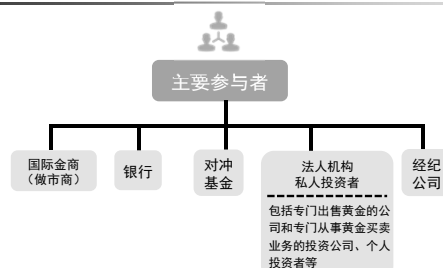 主要参与者
国际金商
（做市商）
银行
对冲
基金
法人机构
私人投资者
包括专门出售黄金的公
司和专门从事黄金买卖
业务的投资公司、个人
投资者等
经纪
公司